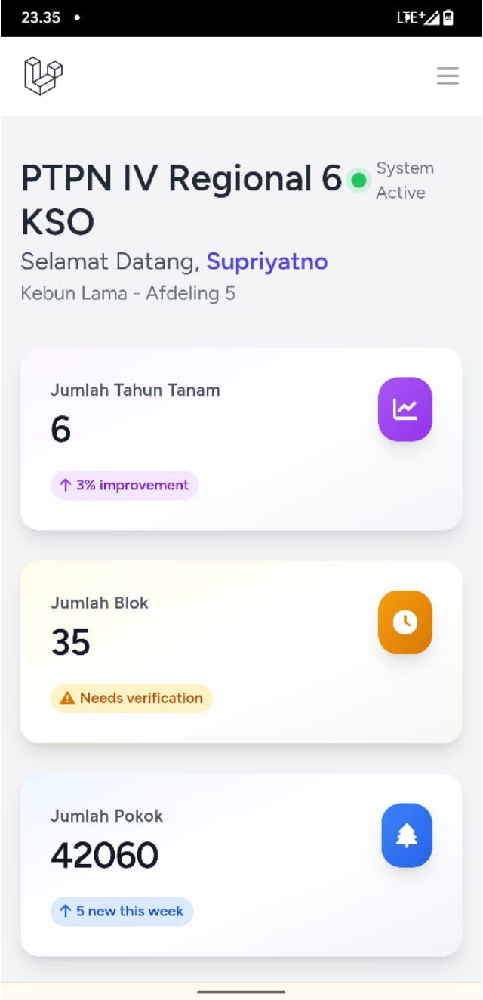 23.35
LTE+
PTPN IV Regional 6
KSO
System
Active
Selamat Datang, Supriyatno
Kebun Lama - Afdeling 5
Jumlah Tahun Tanam
6
3% improvement
Jumlah Blok
35
Needs verification
Jumlah Pokok
42060
5 new this week